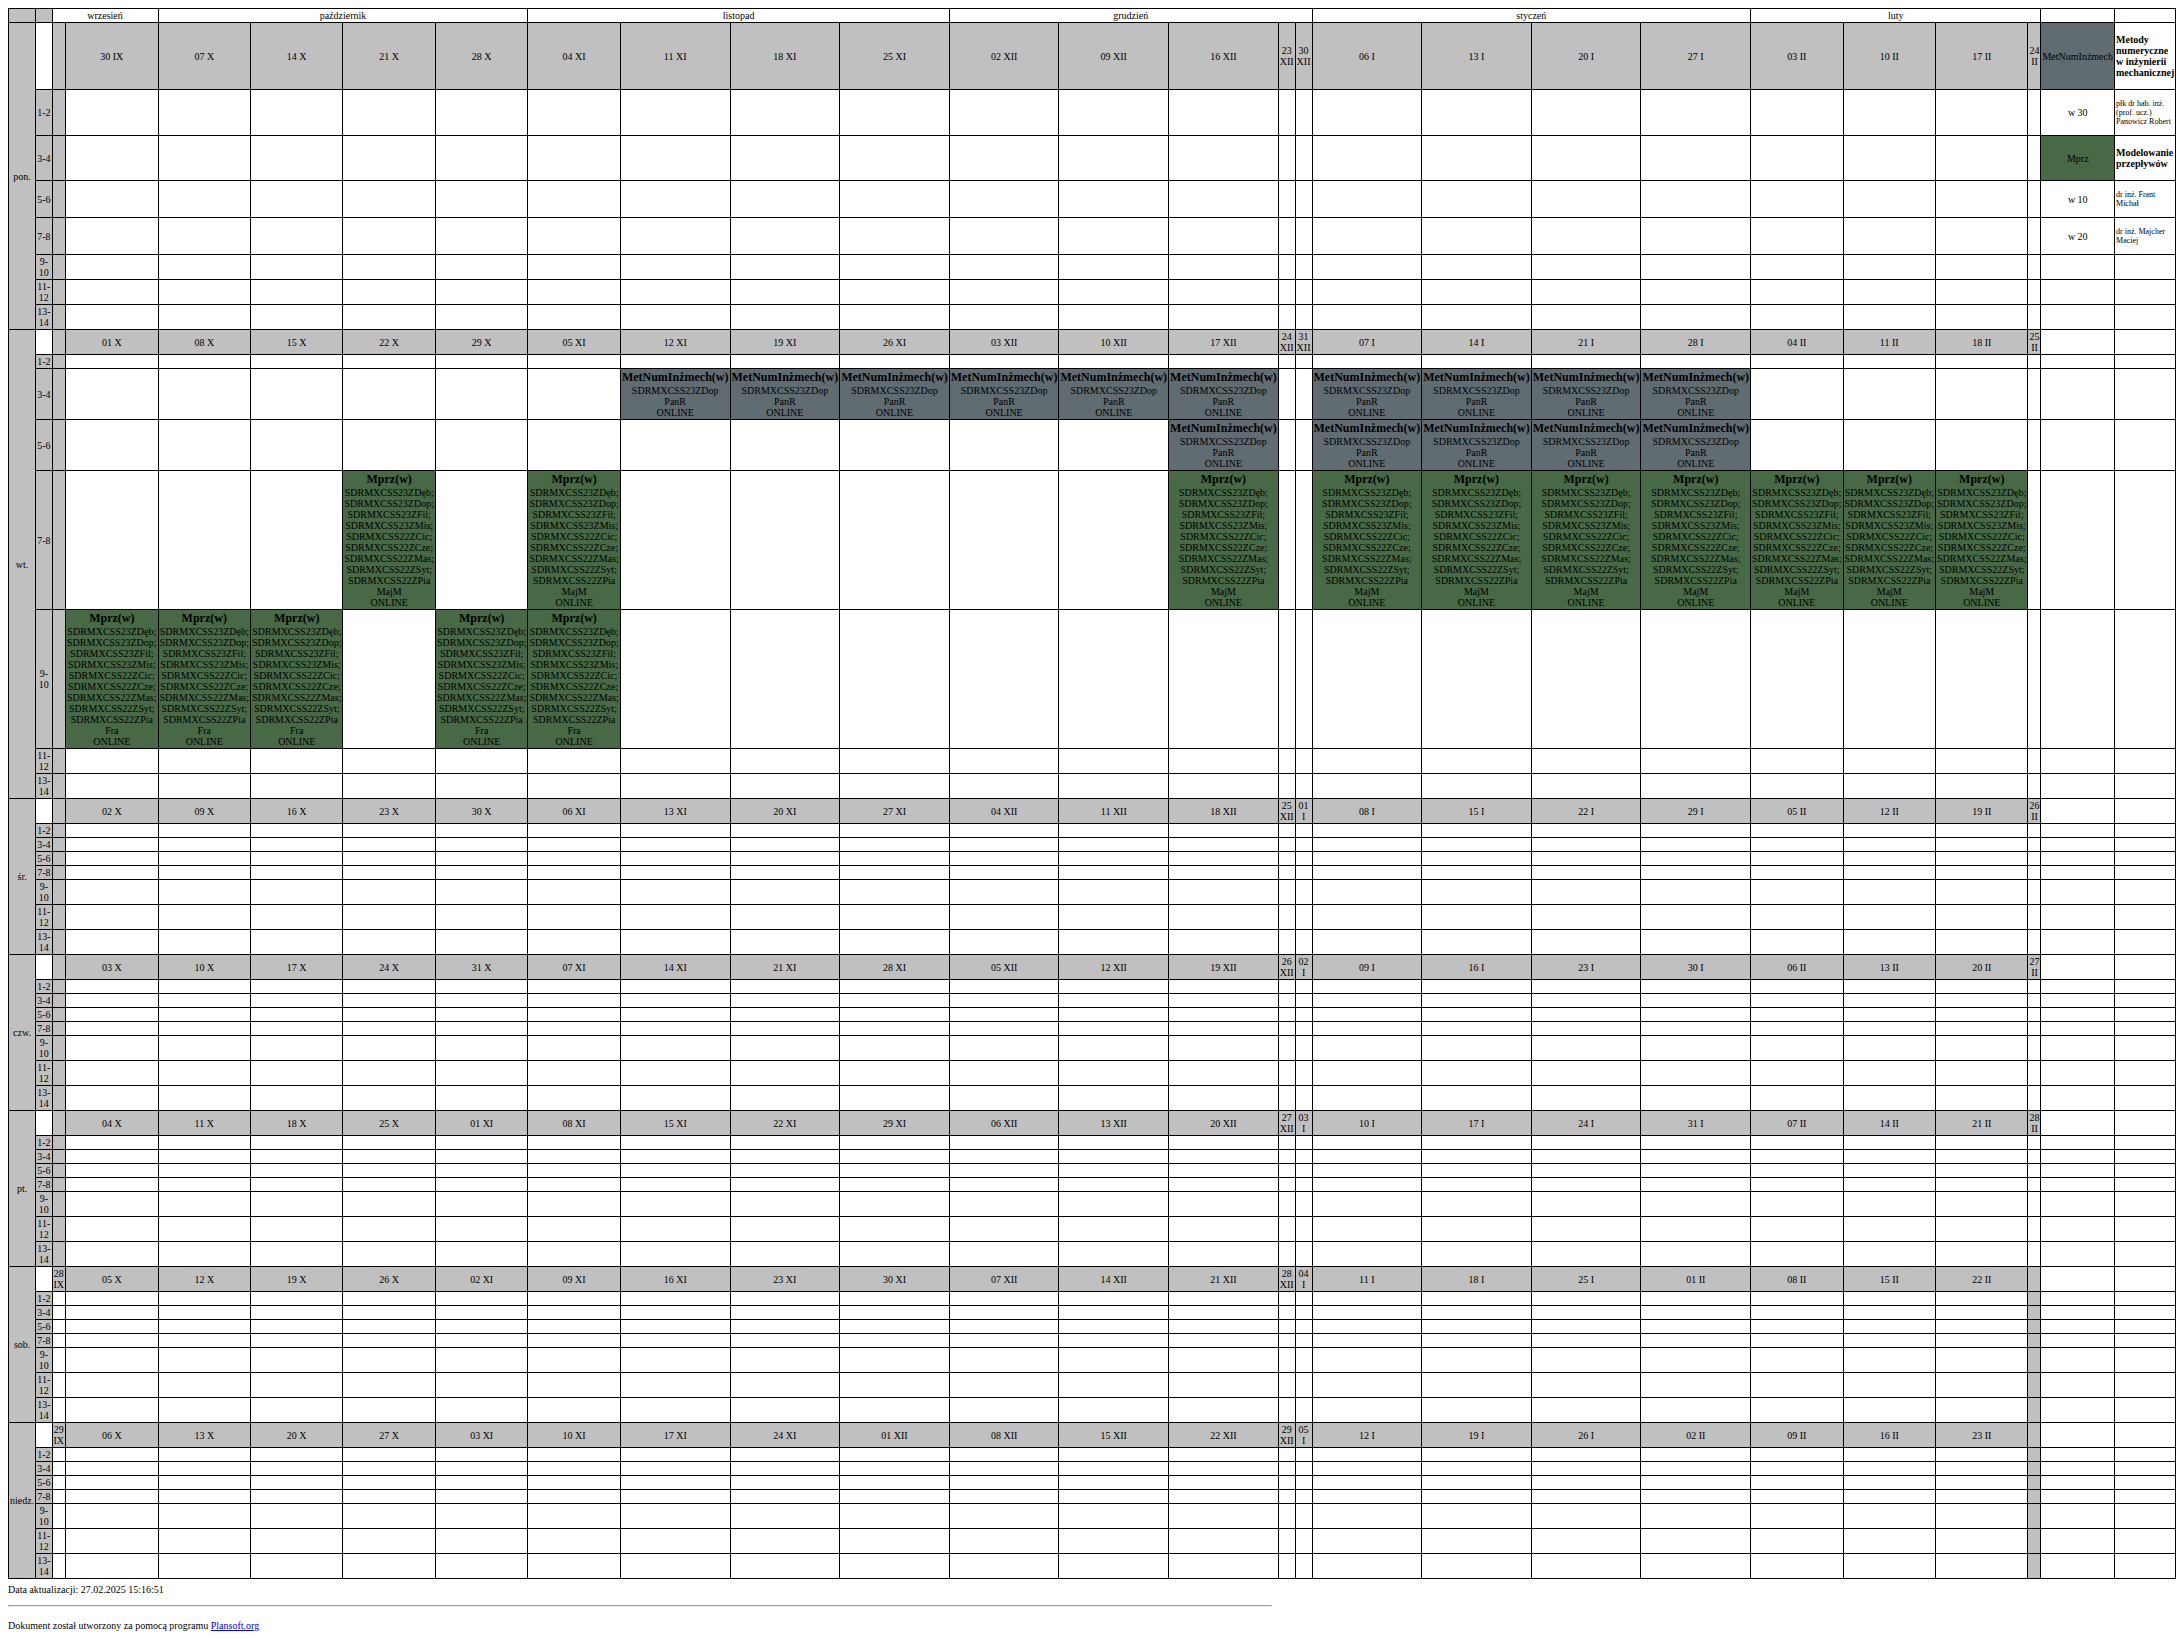 wrzesień październik listopad grudzień styczeń luty
pon. 30 IX 07 X 14 X 21 X 28 X 04 XI 11 XI 18 XI 25 XI 02 XII 09 XII 16 XII 23 XII 30 XII 06 I 13 I 20 I 27 I 03 II 10 II 17 II 24 II MetNumInżmech Metody numeryczne w inżynierii mechanicznej
1-2 w 30 płk dr hab. inż. (prof. ucz.) Panowicz Robert
3-4 Mprz Modelowanie przepływów
5-6 w 10 dr inż. Frant Michał
7-8 w 20 dr inż. Majcher Maciej
9-10
11-12
13-14
wt. 01 X 08 X 15 X 22 X 29 X 05 XI 12 XI 19 XI 26 XI 03 XII 10 XII 17 XII 24 XII 31 XII 07 I 14 I 21 I 28 I 04 II 11 II 18 II 25 II
1-2
3-4 MetNumInżmech(w) MetNumInżmech(w) MetNumInżmech(w) MetNumInżmech(w) MetNumInżmech(w) MetNumInżmech(w) MetNumInżmech(w) MetNumInżmech(w) MetNumInżmech(w) MetNumInżmech(w)
SDRMXCSS23ZDop SDRMXCSS23ZDop SDRMXCSS23ZDop SDRMXCSS23ZDop SDRMXCSS23ZDop SDRMXCSS23ZDop SDRMXCSS23ZDop SDRMXCSS23ZDop SDRMXCSS23ZDop SDRMXCSS23ZDop
PanR PanR PanR PanR PanR PanR PanR PanR PanR PanR
ONLINE ONLINE ONLINE ONLINE ONLINE ONLINE ONLINE ONLINE ONLINE ONLINE
5-6 MetNumInżmech(w) MetNumInżmech(w) MetNumInżmech(w) MetNumInżmech(w) MetNumInżmech(w)
SDRMXCSS23ZDop SDRMXCSS23ZDop SDRMXCSS23ZDop SDRMXCSS23ZDop SDRMXCSS23ZDop
PanR PanR PanR PanR PanR
ONLINE ONLINE ONLINE ONLINE ONLINE
7-8 Mprz(w) Mprz(w) Mprz(w) Mprz(w) Mprz(w) Mprz(w) Mprz(w) Mprz(w) Mprz(w) Mprz(w)
SDRMXCSS23ZDęb; SDRMXCSS23ZDęb; SDRMXCSS23ZDęb; SDRMXCSS23ZDęb; SDRMXCSS23ZDęb; SDRMXCSS23ZDęb; SDRMXCSS23ZDęb; SDRMXCSS23ZDęb; SDRMXCSS23ZDęb; SDRMXCSS23ZDęb;
SDRMXCSS23ZDop; SDRMXCSS23ZDop; SDRMXCSS23ZDop; SDRMXCSS23ZDop; SDRMXCSS23ZDop; SDRMXCSS23ZDop; SDRMXCSS23ZDop; SDRMXCSS23ZDop; SDRMXCSS23ZDop; SDRMXCSS23ZDop;
SDRMXCSS23ZFil; SDRMXCSS23ZFil; SDRMXCSS23ZFil; SDRMXCSS23ZFil; SDRMXCSS23ZFil; SDRMXCSS23ZFil; SDRMXCSS23ZFil; SDRMXCSS23ZFil; SDRMXCSS23ZFil; SDRMXCSS23ZFil;
SDRMXCSS23ZMis; SDRMXCSS23ZMis; SDRMXCSS23ZMis; SDRMXCSS23ZMis; SDRMXCSS23ZMis; SDRMXCSS23ZMis; SDRMXCSS23ZMis; SDRMXCSS23ZMis; SDRMXCSS23ZMis; SDRMXCSS23ZMis;
SDRMXCSS22ZCic; SDRMXCSS22ZCic; SDRMXCSS22ZCic; SDRMXCSS22ZCic; SDRMXCSS22ZCic; SDRMXCSS22ZCic; SDRMXCSS22ZCic; SDRMXCSS22ZCic; SDRMXCSS22ZCic; SDRMXCSS22ZCic;
SDRMXCSS22ZCze; SDRMXCSS22ZCze; SDRMXCSS22ZCze; SDRMXCSS22ZCze; SDRMXCSS22ZCze; SDRMXCSS22ZCze; SDRMXCSS22ZCze; SDRMXCSS22ZCze; SDRMXCSS22ZCze; SDRMXCSS22ZCze;
SDRMXCSS22ZMas; SDRMXCSS22ZMas; SDRMXCSS22ZMas; SDRMXCSS22ZMas; SDRMXCSS22ZMas; SDRMXCSS22ZMas; SDRMXCSS22ZMas; SDRMXCSS22ZMas; SDRMXCSS22ZMas; SDRMXCSS22ZMas;
SDRMXCSS22ZSyt; SDRMXCSS22ZSyt; SDRMXCSS22ZSyt; SDRMXCSS22ZSyt; SDRMXCSS22ZSyt; SDRMXCSS22ZSyt; SDRMXCSS22ZSyt; SDRMXCSS22ZSyt; SDRMXCSS22ZSyt; SDRMXCSS22ZSyt;
SDRMXCSS22ZPia SDRMXCSS22ZPia SDRMXCSS22ZPia SDRMXCSS22ZPia SDRMXCSS22ZPia SDRMXCSS22ZPia SDRMXCSS22ZPia SDRMXCSS22ZPia SDRMXCSS22ZPia SDRMXCSS22ZPia
MajM MajM MajM MajM MajM MajM MajM MajM MajM MajM
ONLINE ONLINE ONLINE ONLINE ONLINE ONLINE ONLINE ONLINE ONLINE ONLINE
9-10 Mprz(w) Mprz(w) Mprz(w) Mprz(w) Mprz(w)
SDRMXCSS23ZDęb; SDRMXCSS23ZDęb; SDRMXCSS23ZDęb; SDRMXCSS23ZDęb; SDRMXCSS23ZDęb;
SDRMXCSS23ZDop; SDRMXCSS23ZDop; SDRMXCSS23ZDop; SDRMXCSS23ZDop; SDRMXCSS23ZDop;
SDRMXCSS23ZFil; SDRMXCSS23ZFil; SDRMXCSS23ZFil; SDRMXCSS23ZFil; SDRMXCSS23ZFil;
SDRMXCSS23ZMis; SDRMXCSS23ZMis; SDRMXCSS23ZMis; SDRMXCSS23ZMis; SDRMXCSS23ZMis;
SDRMXCSS22ZCic; SDRMXCSS22ZCic; SDRMXCSS22ZCic; SDRMXCSS22ZCic; SDRMXCSS22ZCic;
SDRMXCSS22ZCze; SDRMXCSS22ZCze; SDRMXCSS22ZCze; SDRMXCSS22ZCze; SDRMXCSS22ZCze;
SDRMXCSS22ZMas; SDRMXCSS22ZMas; SDRMXCSS22ZMas; SDRMXCSS22ZMas; SDRMXCSS22ZMas;
SDRMXCSS22ZSyt; SDRMXCSS22ZSyt; SDRMXCSS22ZSyt; SDRMXCSS22ZSyt; SDRMXCSS22ZSyt;
SDRMXCSS22ZPia SDRMXCSS22ZPia SDRMXCSS22ZPia SDRMXCSS22ZPia SDRMXCSS22ZPia
Fra Fra Fra Fra Fra
ONLINE ONLINE ONLINE ONLINE ONLINE
11-12
13-14
śr. 02 X 09 X 16 X 23 X 30 X 06 XI 13 XI 20 XI 27 XI 04 XII 11 XII 18 XII 25 XII 01 I 08 I 15 I 22 I 29 I 05 II 12 II 19 II 26 II
1-2
3-4
5-6
7-8
9-10
11-12
13-14
czw. 03 X 10 X 17 X 24 X 31 X 07 XI 14 XI 21 XI 28 XI 05 XII 12 XII 19 XII 26 XII 02 I 09 I 16 I 23 I 30 I 06 II 13 II 20 II 27 II
1-2
3-4
5-6
7-8
9-10
11-12
13-14
pt. 04 X 11 X 18 X 25 X 01 XI 08 XI 15 XI 22 XI 29 XI 06 XII 13 XII 20 XII 27 XII 03 I 10 I 17 I 24 I 31 I 07 II 14 II 21 II 28 II
1-2
3-4
5-6
7-8
9-10
11-12
13-14
sob. 28 IX 05 X 12 X 19 X 26 X 02 XI 09 XI 16 XI 23 XI 30 XI 07 XII 14 XII 21 XII 28 XII 04 I 11 I 18 I 25 I 01 II 08 II 15 II 22 II
1-2
3-4
5-6
7-8
9-10
11-12
13-14
niedz. 29 IX 06 X 13 X 20 X 27 X 03 XI 10 XI 17 XI 24 XI 01 XII 08 XII 15 XII 22 XII 29 XII 05 I 12 I 19 I 26 I 02 II 09 II 16 II 23 II
1-2
3-4
5-6
7-8
9-10
11-12
13-14
Data aktualizacji: 27.02.2025 15:16:51
Dokument został utworzony za pomocą programu Plansoft.org